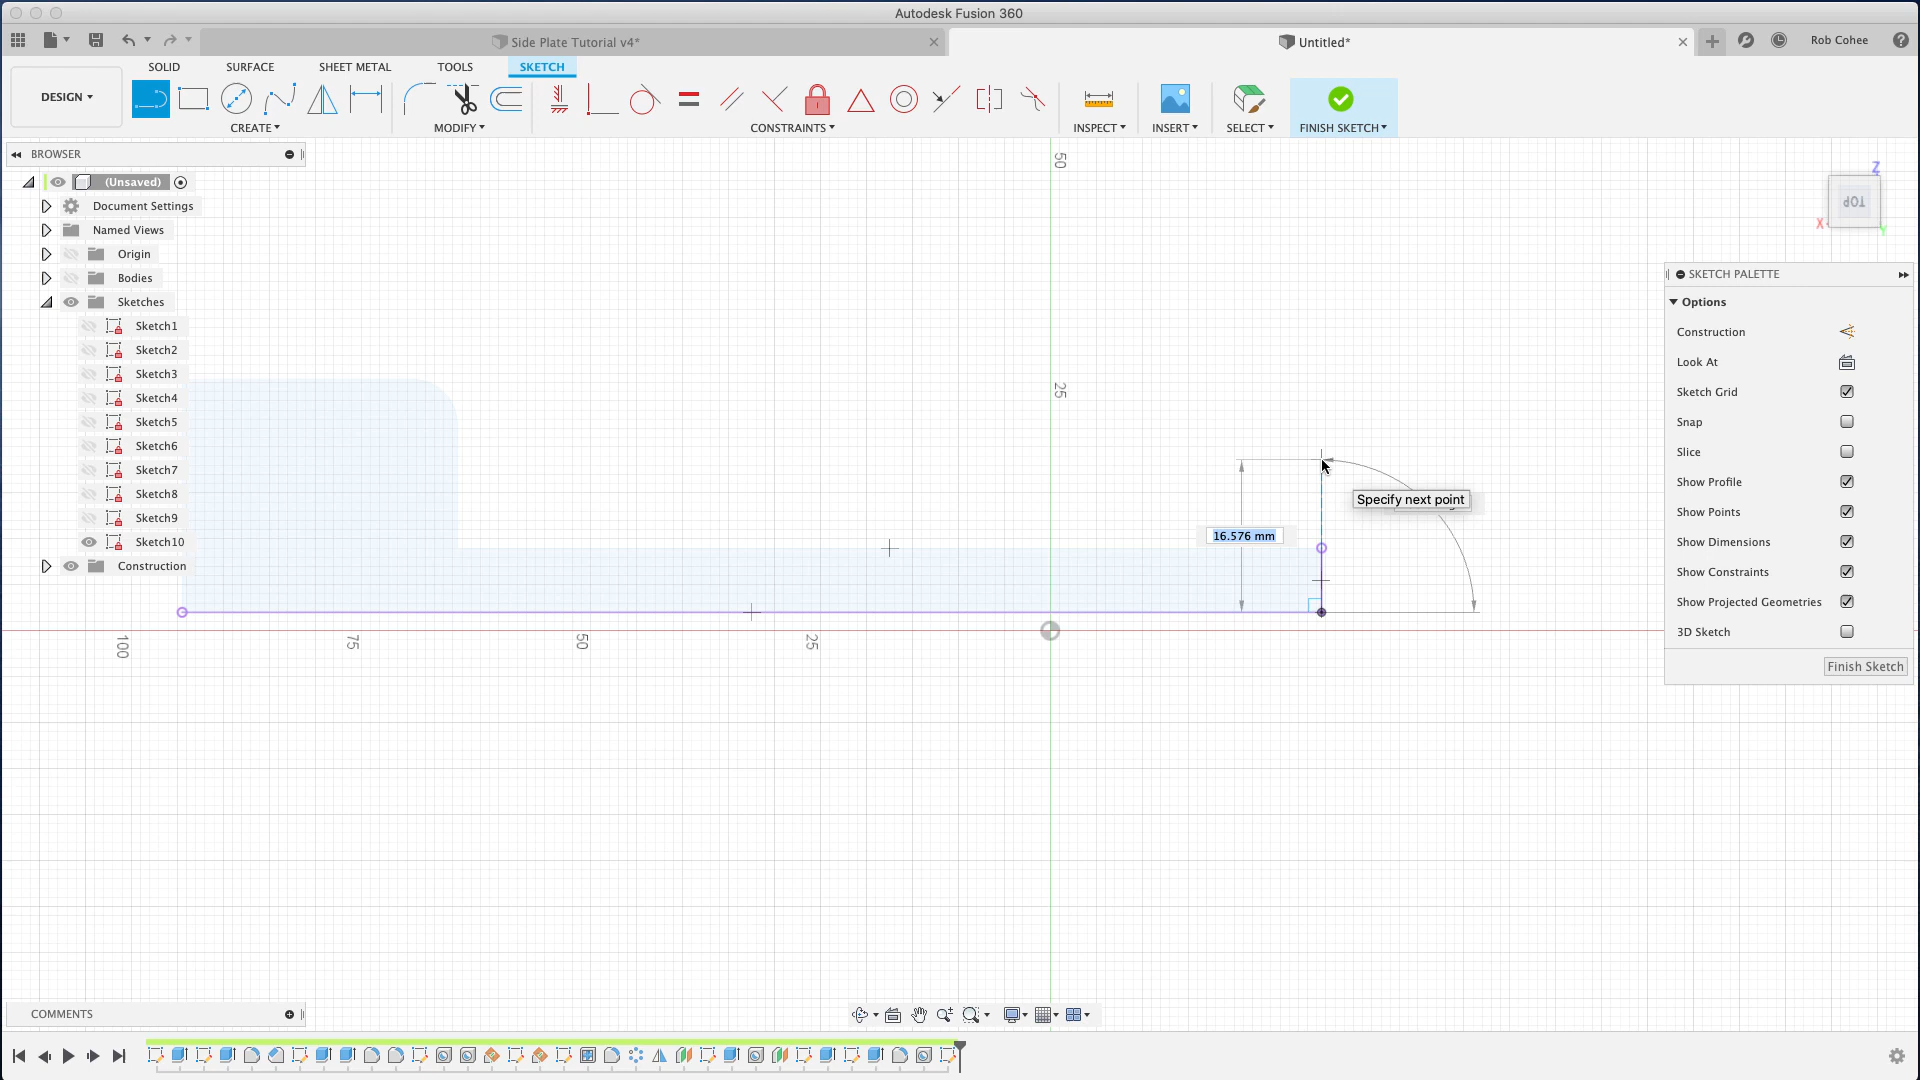 Autodesk Fusion 360
Side Plate Tutorial v4*
Untitled*
Rob Cohee
DESIGN
SOLID
SURFACE
SHEET METAL
TOOLS
SKETCH
CREATE
MODIFY
CONSTRAINTS
INSPECT
INSERT
SELECT
FINISH SKETCH
BROWSER
(Unsaved)
Document Settings
Named Views
Origin
Bodies
Sketches
Sketch1
Sketch2
Sketch3
Sketch4
Sketch5
Sketch6
Sketch7
Sketch8
Sketch9
Sketch10
Construction
50
25
100
75
50
25
16.576 mm
Specify next point
Z
TOP
X
Y
SKETCH PALETTE
Options
Construction
Look At
Sketch Grid
Snap
Slice
Show Profile
Show Points
Show Dimensions
Show Constraints
Show Projected Geometries
3D Sketch
Finish Sketch
COMMENTS